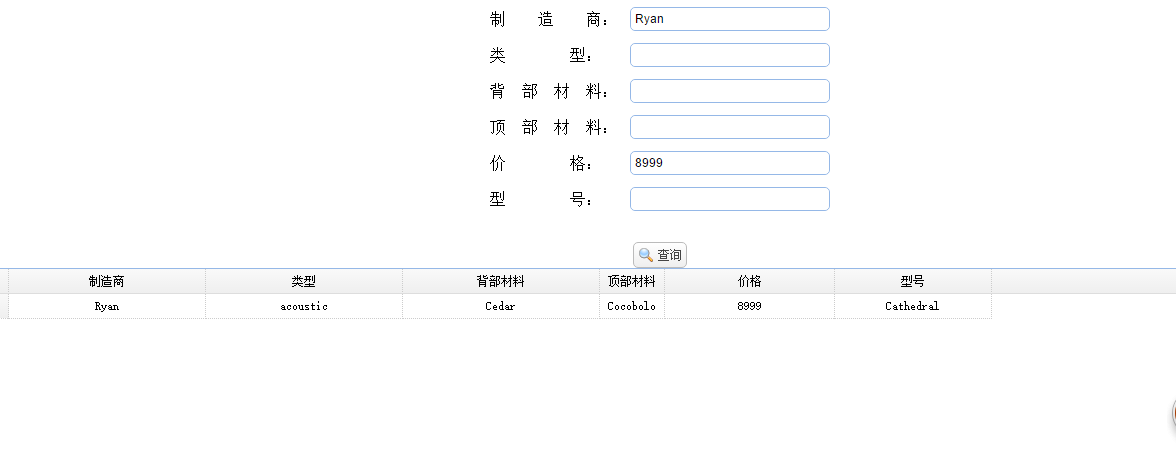 制 造 商： Ryan
类 型：
背 部 材 料：
顶 部 材 料：
价 格： 8999
型 号：
查询
制造商 类型 背部材料 顶部材料 价格 型号
Ryan acoustic Cedar Cocobolo 8999 Cathedral